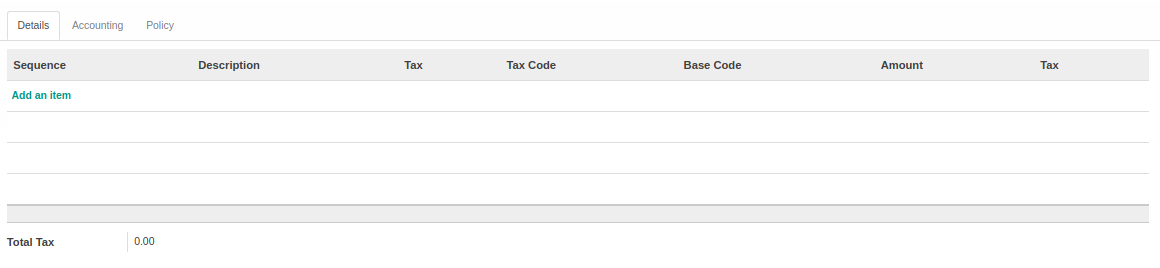 Details Accounting Policy
Sequence Description Tax Tax Code Base Code Amount Tax
Add an item
Total Tax 0.00